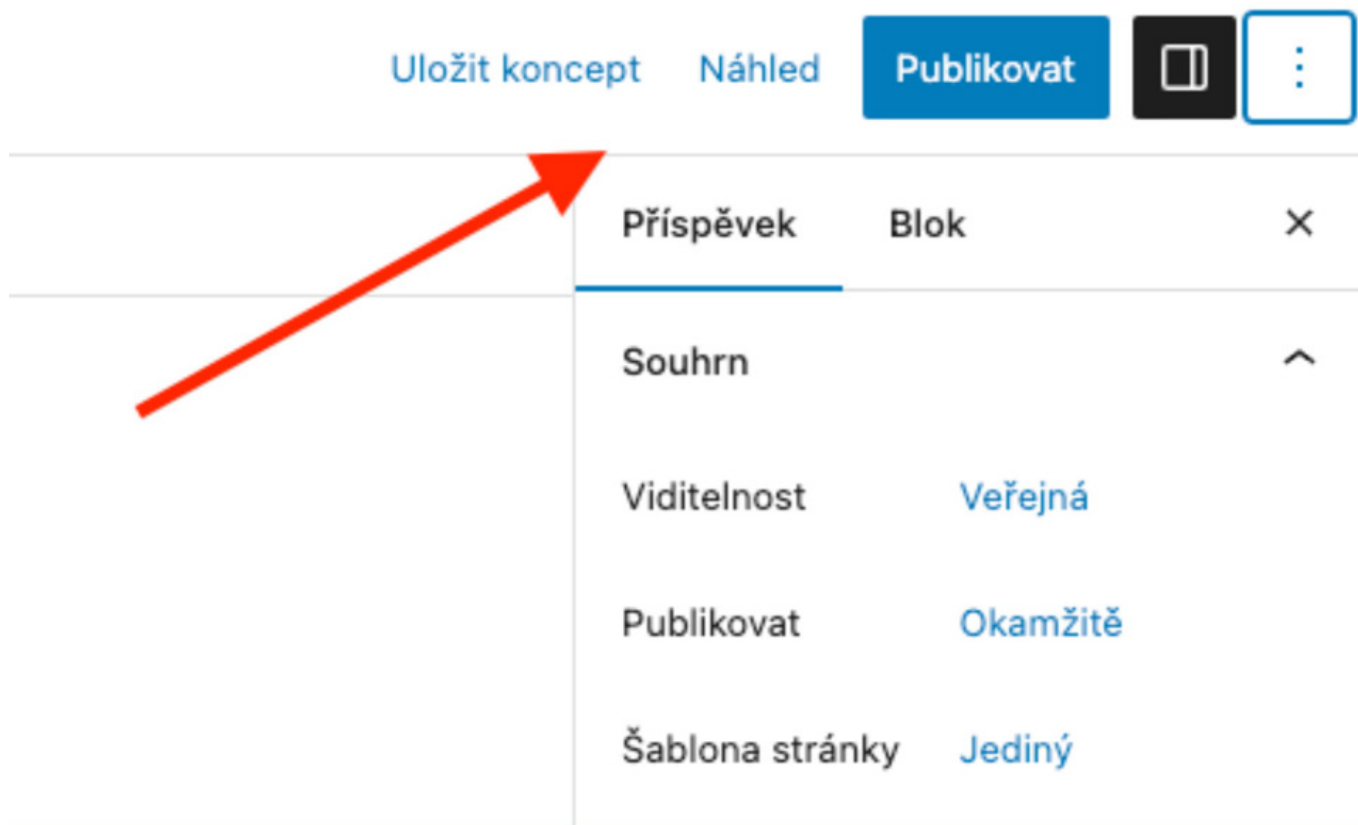 Uložit koncept Náhled Publikovat
Příspěvek Blok
Souhrn
Viditelnost Veřejná
Publikovat Okamžitě
Šablona stránky Jediný